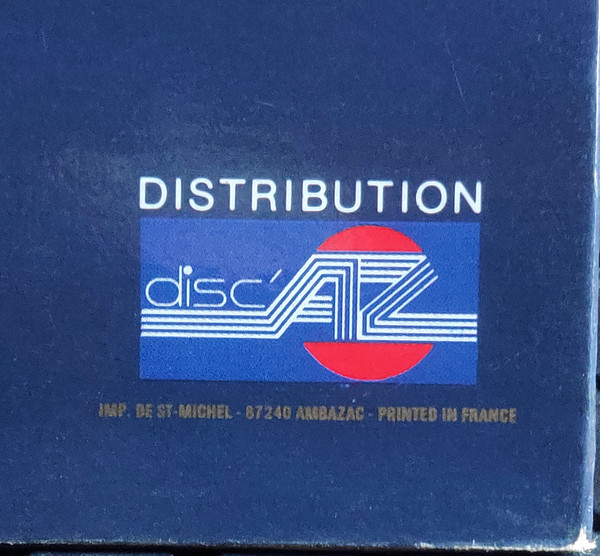 DISTRIBUTION
disc'AZ
IMP. DE ST-MICHEL - 87240 AMBAZAC - PRINTED IN FRANCE